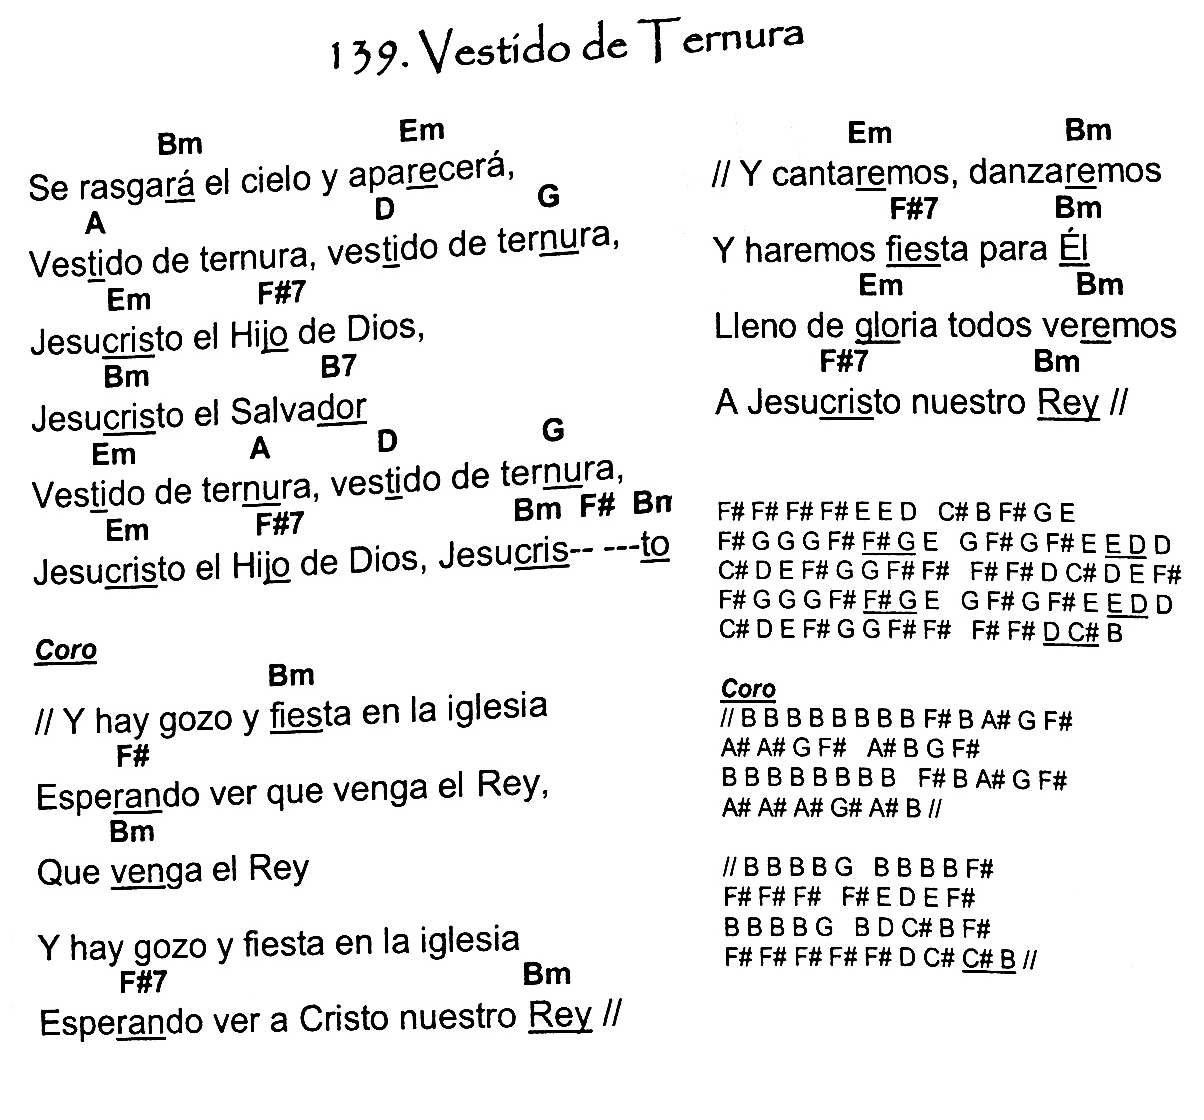 139. Vestido de Ternura
Bm Em
Se rasgará el cielo y aparecerá,
A D G
Vestido de ternura, vestido de ternura,
Em F#7
Jesucristo el Hijo de Dios,
Bm B7
Jesucristo el Salvador
Em A D G
Vestido de ternura, vestido de ternura,
Em F#7 Bm F# Bm
Jesucristo el Hijo de Dios, Jesucris-- ---to
Coro
Bm
// Y hay gozo y fiesta en la iglesia
F#
Esperando ver que venga el Rey,
Bm
Que venga el Rey
Y hay gozo y fiesta en la iglesia
F#7 Bm
Esperando ver a Cristo nuestro Rey //
Em Bm
// Y cantaremos, danzaremos
F#7 Bm
Y haremos fiesta para Él
Em Bm
Lleno de gloria todos veremos
F#7 Bm
A Jesucristo nuestro Rey //
F# F# F# F# E E D C# B F# G E
F# G G G F# F# G E G F# G F# E E D D
C# D E F# G G F# F# F# F# D C# D E F#
F# G G G F# F# G E G F# G F# E E D D
C# D E F# G G F# F# F# F# D C# B
Coro
// B B B B B B B B F# B A# G F#
A# A# G F# A# B G F#
B B B B B B B B F# B A# G F#
A# A# A# G# A# B //
// B B B B G B B B B F#
F# F# F# F# E D E F#
B B B B G B D C# B F#
F# F# F# F# F# D C# C# B //